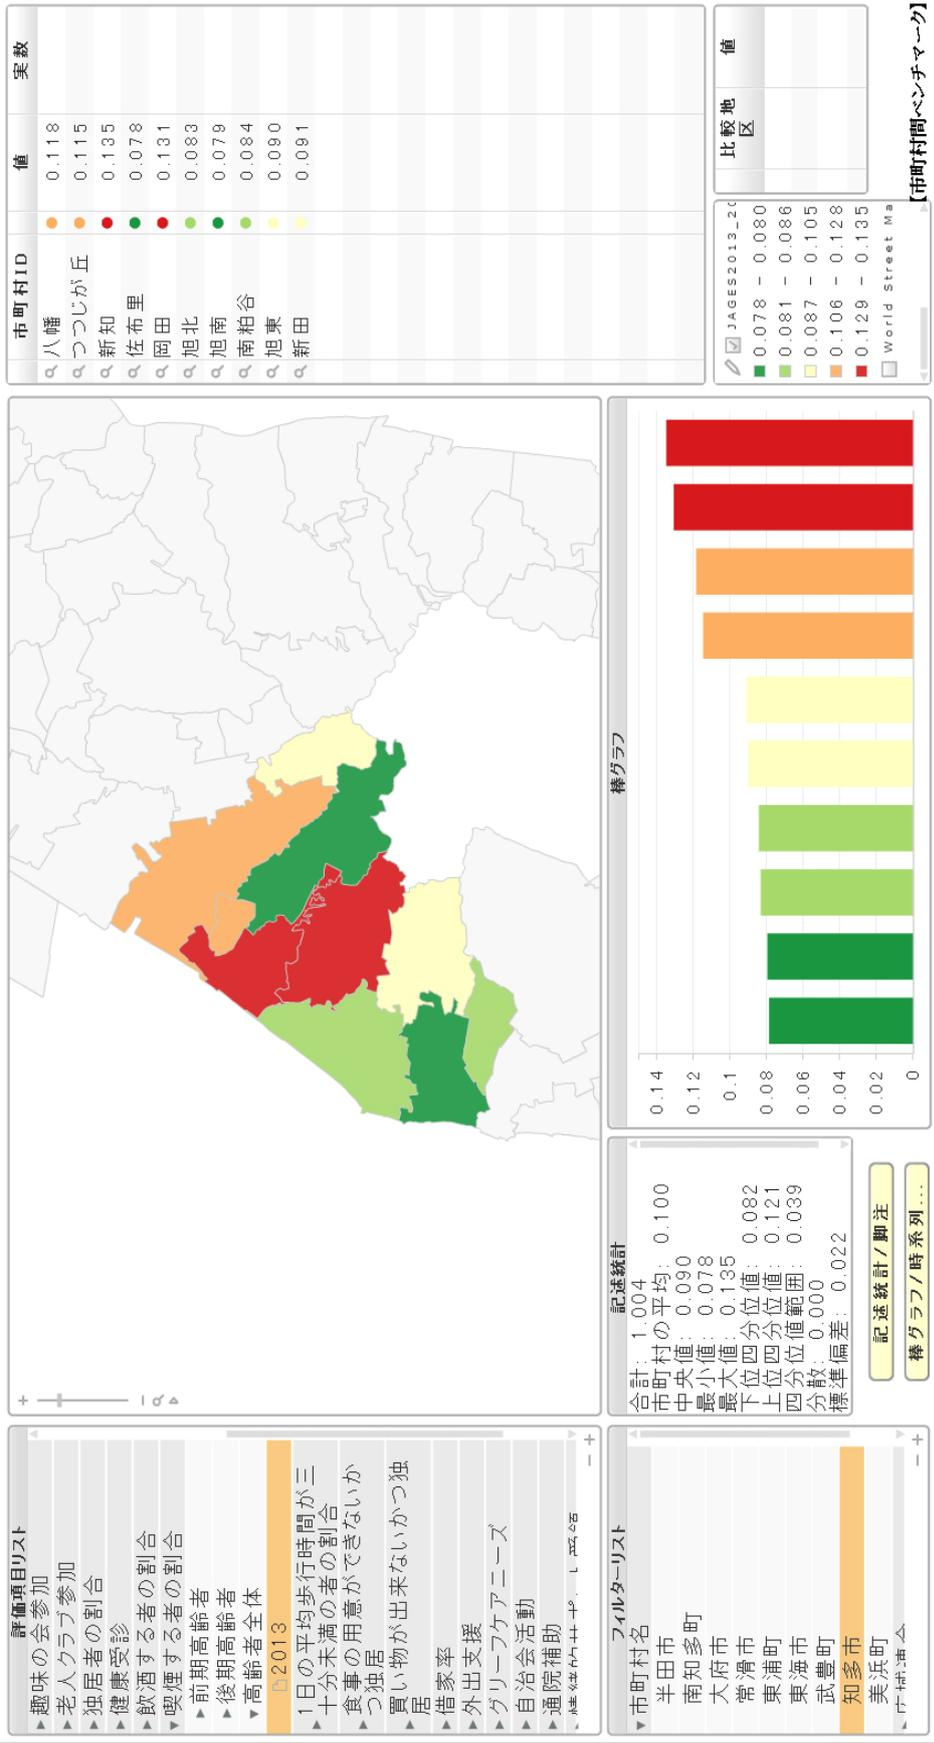 評価項目リスト
▶趣味の会参加
▶老人クラブ参加
▶独居者の割合
▶健康受診
▶飲酒する者の割合
▼喫煙する者の割合
▶前期高齢者
▶後期高齢者
▼高齢者全体
2013
▶1日の平均歩行時間が三
十分未満の者の割合
▶食事の用意ができないか
つ独居
▶買い物が出来ないかつ独
居
▶借家率
▶外出支援
▶グリーフケアニーズ
▶自治会活動
▶通院補助
フィルターリスト
▼市町村名
半田市
南知多町
大府市
常滑市
東浦町
東海市
武豊町
知多市
美浜町
記述統計
合計: 1.004
市町村の平均: 0.100
中央値: 0.090
最小値: 0.078
最大値: 0.135
下位四分位値: 0.082
上位四分位値: 0.121
四分位値範囲: 0.039
分散: 0.000
標準偏差: 0.022
記述統計/脚注
棒グラフ/時系列...
棒グラフ
0.14
0.12
0.1
0.08
0.06
0.04
0.02
0
市町村ID 値 実数
八幡 0.118
つつじが丘 0.115
新知 0.135
佐布里 0.078
岡田 0.131
旭北 0.083
旭南 0.079
南粕谷 0.084
旭東 0.090
新田 0.091
JAGES2013_20
0.078 - 0.080
0.081 - 0.086
0.087 - 0.105
0.106 - 0.128
0.129 - 0.135
World Street Ma
比較地区 値
【市町村間ベンチマーク】